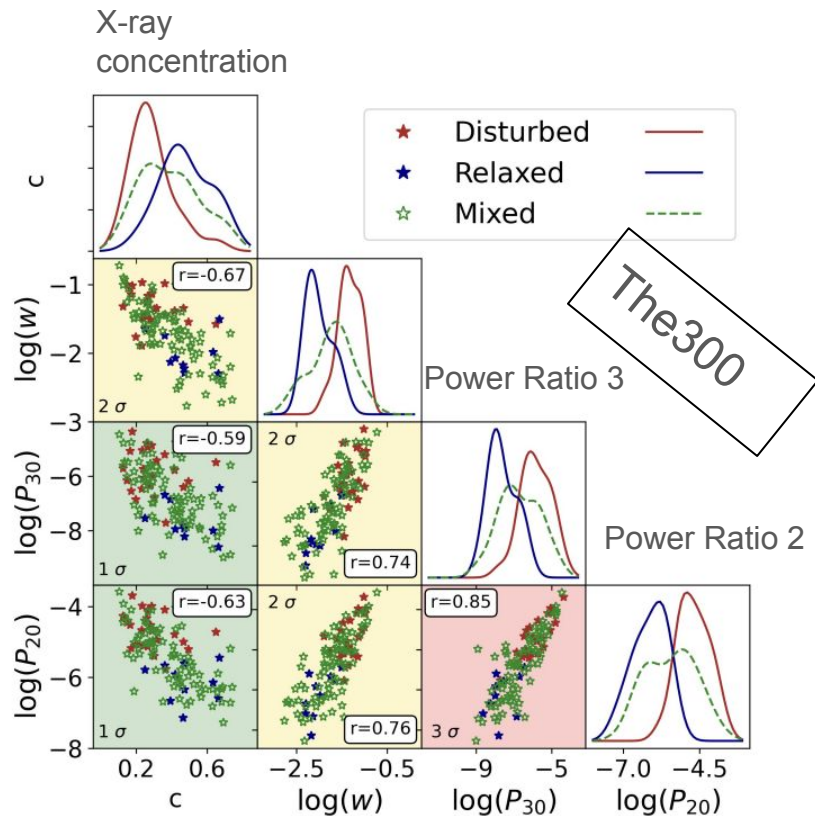 X-ray
concentration
c
Disturbed
Relaxed
Mixed
The300
log(w)
−1
−2
−3
r=-0.67
2 σ
Power Ratio 3
log(P₃₀)
−6
−8
r=-0.59
1 σ
2 σ
r=0.74
Power Ratio 2
log(P₂₀)
−4
−6
−8
r=-0.63
1 σ
2 σ
r=0.76
r=0.85
3 σ
0.2 0.6
−2.5 −0.5
−9 −5
−7.0 −4.5
c
log(w)
log(P₃₀)
log(P₂₀)